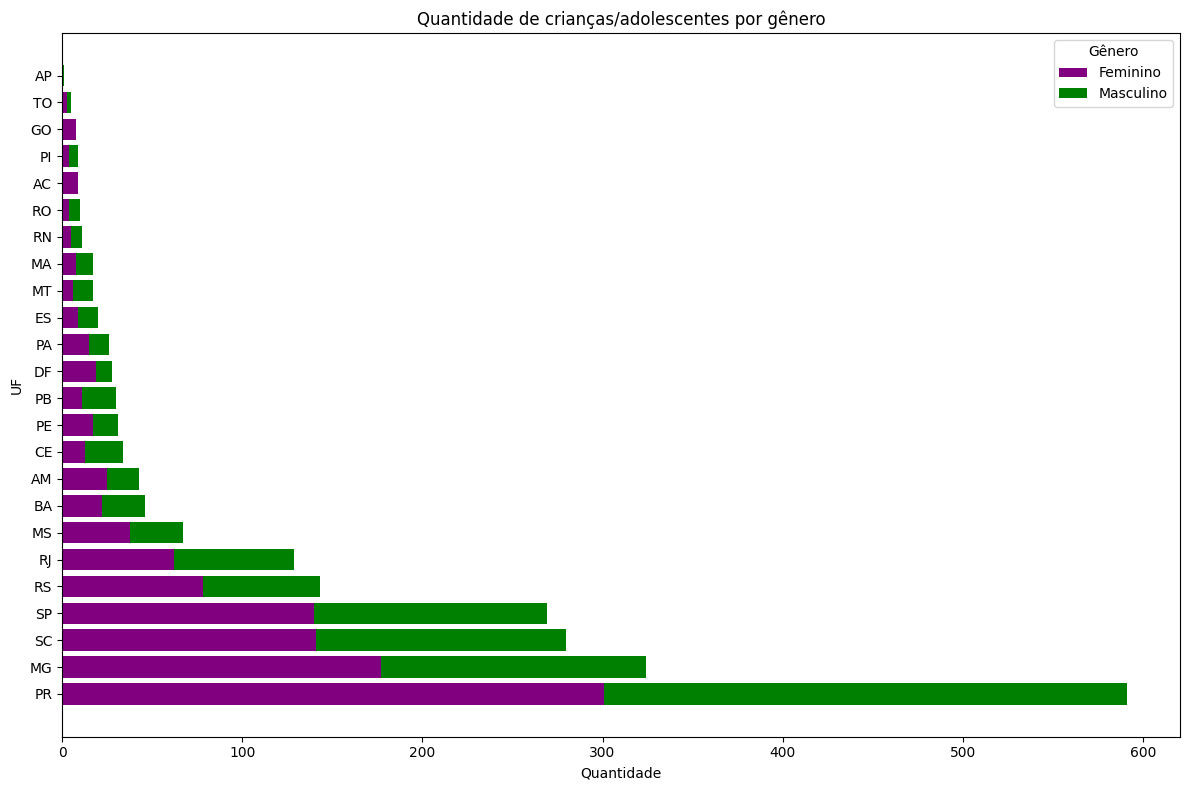 Quantidade de crianças/adolescentes por gênero
Gênero
Feminino
Masculino
UF
AP
TO
GO
PI
AC
RO
RN
MA
MT
ES
PA
DF
PB
PE
CE
AM
BA
MS
RJ
RS
SP
SC
MG
PR
0 100 200 300 400 500 600
Quantidade